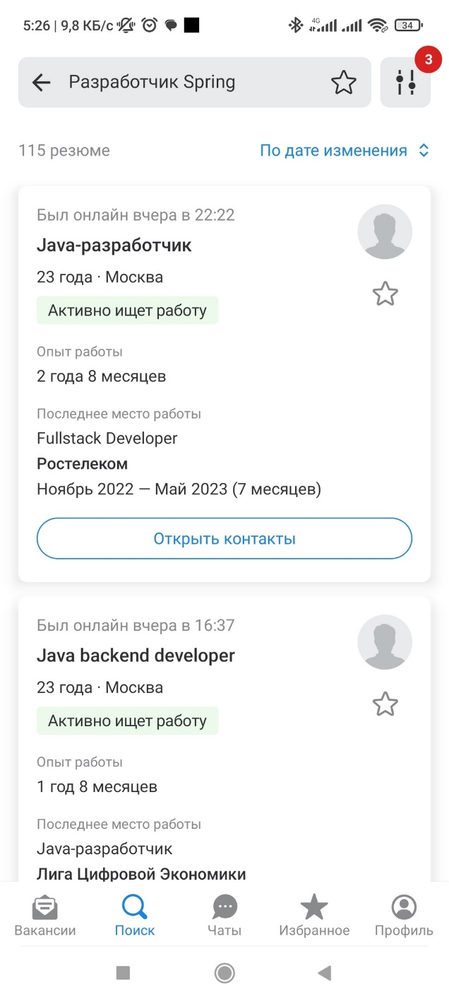 5:26 | 9,8 КБ/с
4G
34
3
Разработчик Spring
115 резюме
По дате изменения
Был онлайн вчера в 22:22
Java-разработчик
23 года · Москва
Активно ищет работу
Опыт работы
2 года 8 месяцев
Последнее место работы
Fullstack Developer
Ростелеком
Ноябрь 2022 — Май 2023 (7 месяцев)
Открыть контакты
Был онлайн вчера в 16:37
Java backend developer
23 года · Москва
Активно ищет работу
Опыт работы
1 год 8 месяцев
Последнее место работы
Java-разработчик
Лига Цифровой Экономики
Вакансии
Поиск
Чаты
Избранное
Профиль